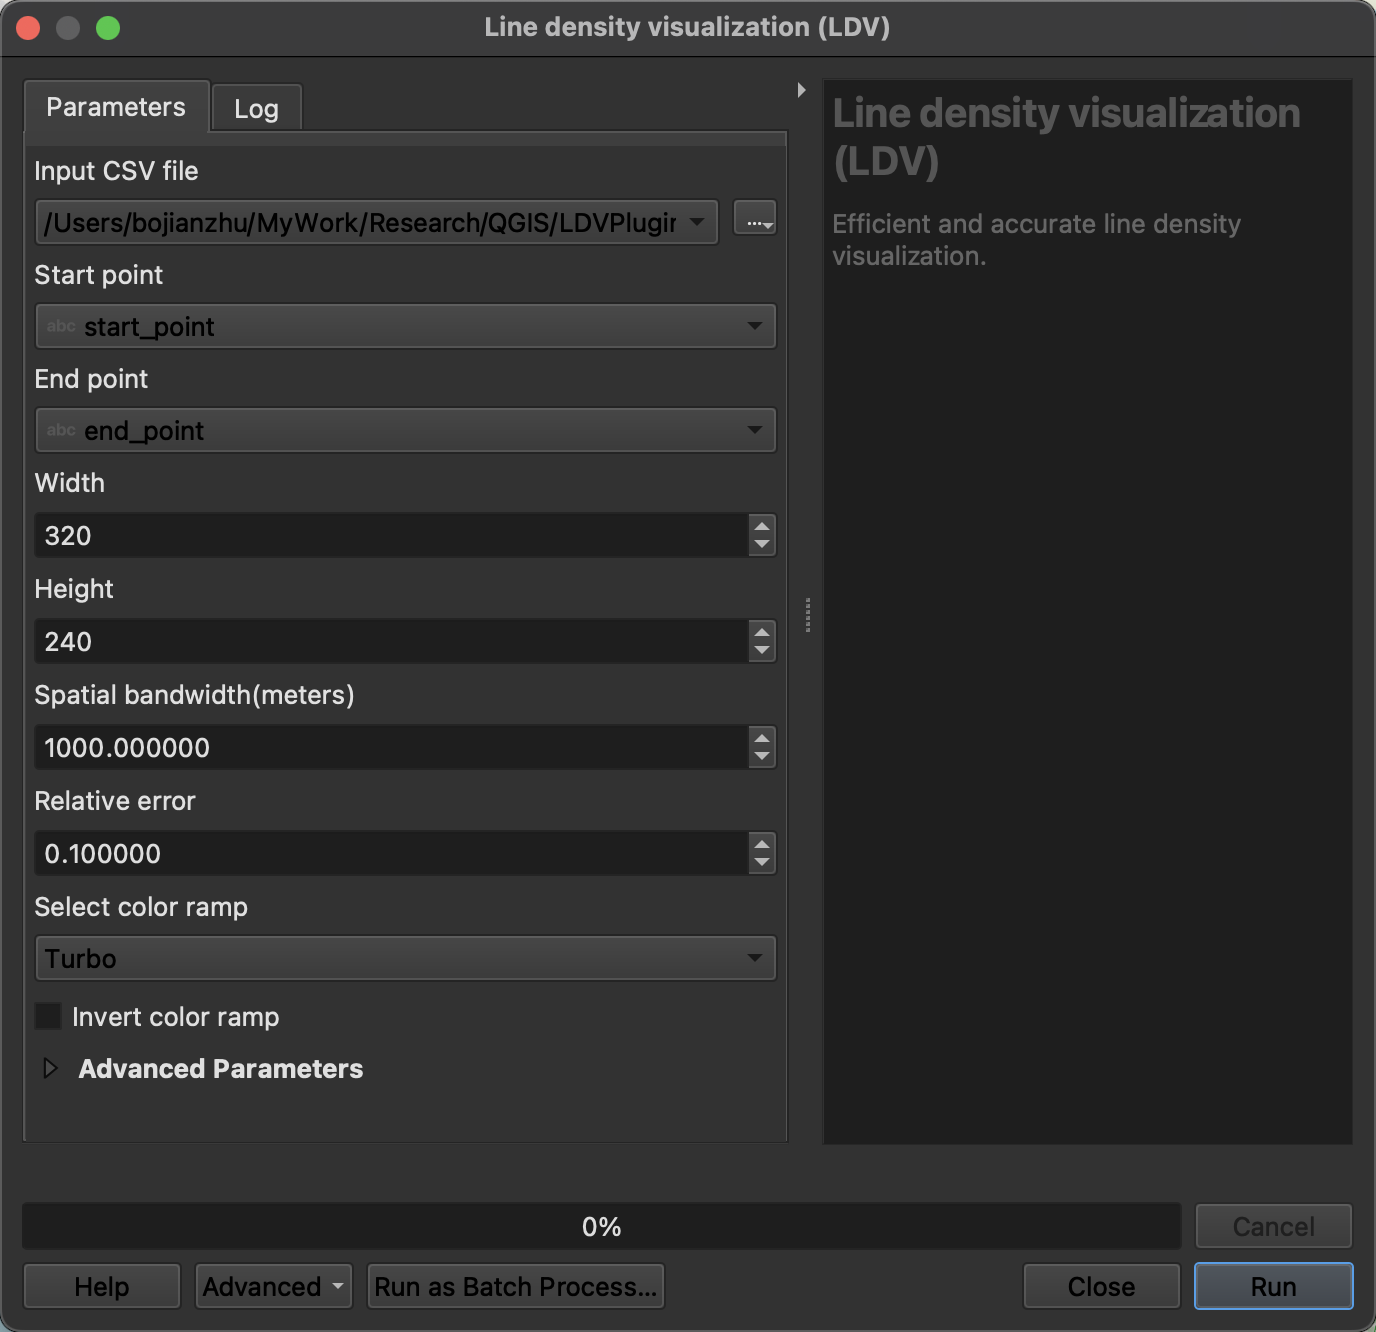 Line density visualization (LDV)
Parameters
Log
Input CSV file
/Users/bojianzhu/MyWork/Research/QGIS/LDVPlugin
...
Start point
abc start_point
End point
abc end_point
Width
320
Height
240
Spatial bandwidth(meters)
1000.000000
Relative error
0.100000
Select color ramp
Turbo
Invert color ramp
Advanced Parameters
Line density visualization
(LDV)
Efficient and accurate line density
visualization.
0%
Cancel
Help
Advanced
Run as Batch Process...
Close
Run